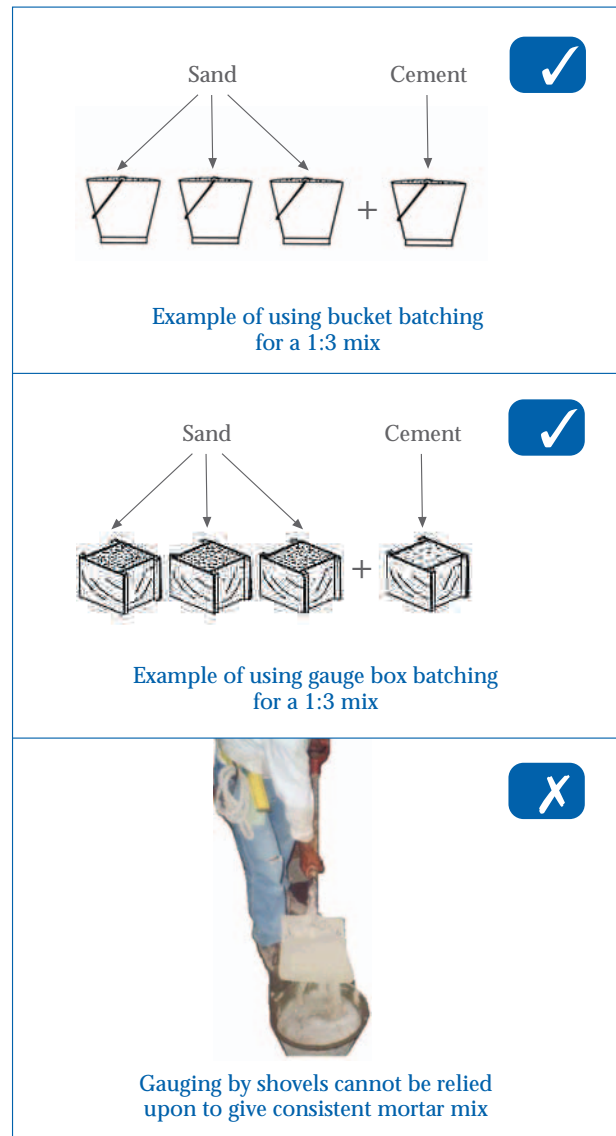 Sand Cement
+
Example of using bucket batching
for a 1:3 mix
Sand Cement
+
Example of using gauge box batching
for a 1:3 mix
Gauging by shovels cannot be relied
upon to give consistent mortar mix